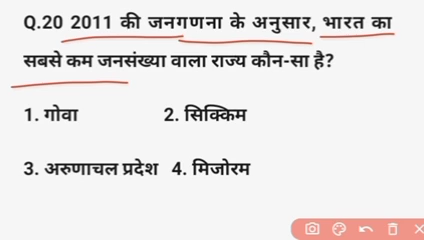 Q.20 2011 की जनगणना के अनुसार, भारत का
सबसे कम जनसंख्या वाला राज्य कौन-सा है?
1. गोवा 2. सिक्किम
3. अरुणाचल प्रदेश 4. मिजोरम